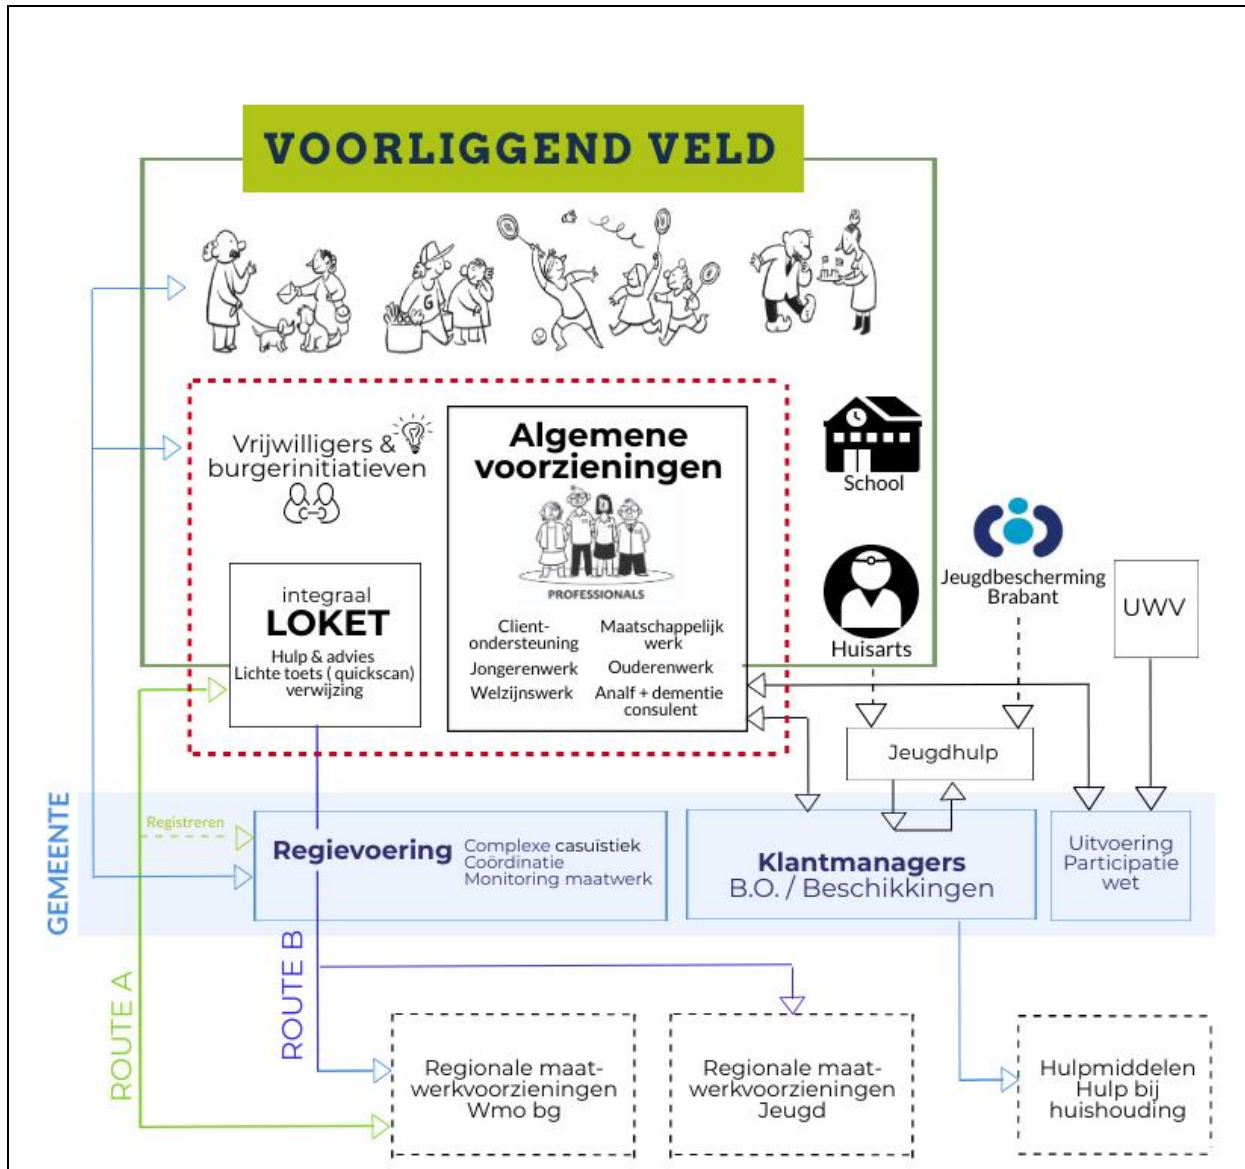 VOORLIGGEND VELD
G
Vrijwilligers &
burgerinitiatieven
Algemene
voorzieningen
PROFESSIONALS
Client-
ondersteuning
Jongerenwerk
Welzijnswerk
Maatschappelijk
werk
Ouderenwerk
Analf + dementie
consulent
School
Huisarts
Jeugdbescherming
Brabant
UWV
integraal
LOKET
Hulp & advies
Lichte toets ( quickscan)
verwijzing
Jeugdhulp
GEMEENTE
Registreren
Regievoering
Complexe casuïstiek
Coördinatie
Monitoring maatwerk
Klantmanagers
B.O. / Beschikkingen
Uitvoering
Participatie
wet
ROUTE A
ROUTE B
Regionale maat-
werkvoorzieningen
Wmo bg
Regionale maat-
werkvoorzieningen
Jeugd
Hulpmiddelen
Hulp bij
huishouding